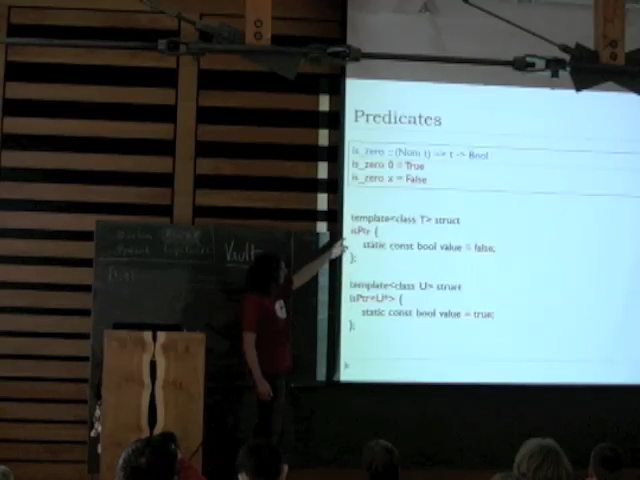 Predicates
is_zero :: (Num t) => t -> Bool
is_zero 0 = True
is_zero x = False
template<class T> struct
isPtr {
static const bool value = false;
};
template<class U> struct
isPtr<U*> {
static const bool value = true;
};
Vault